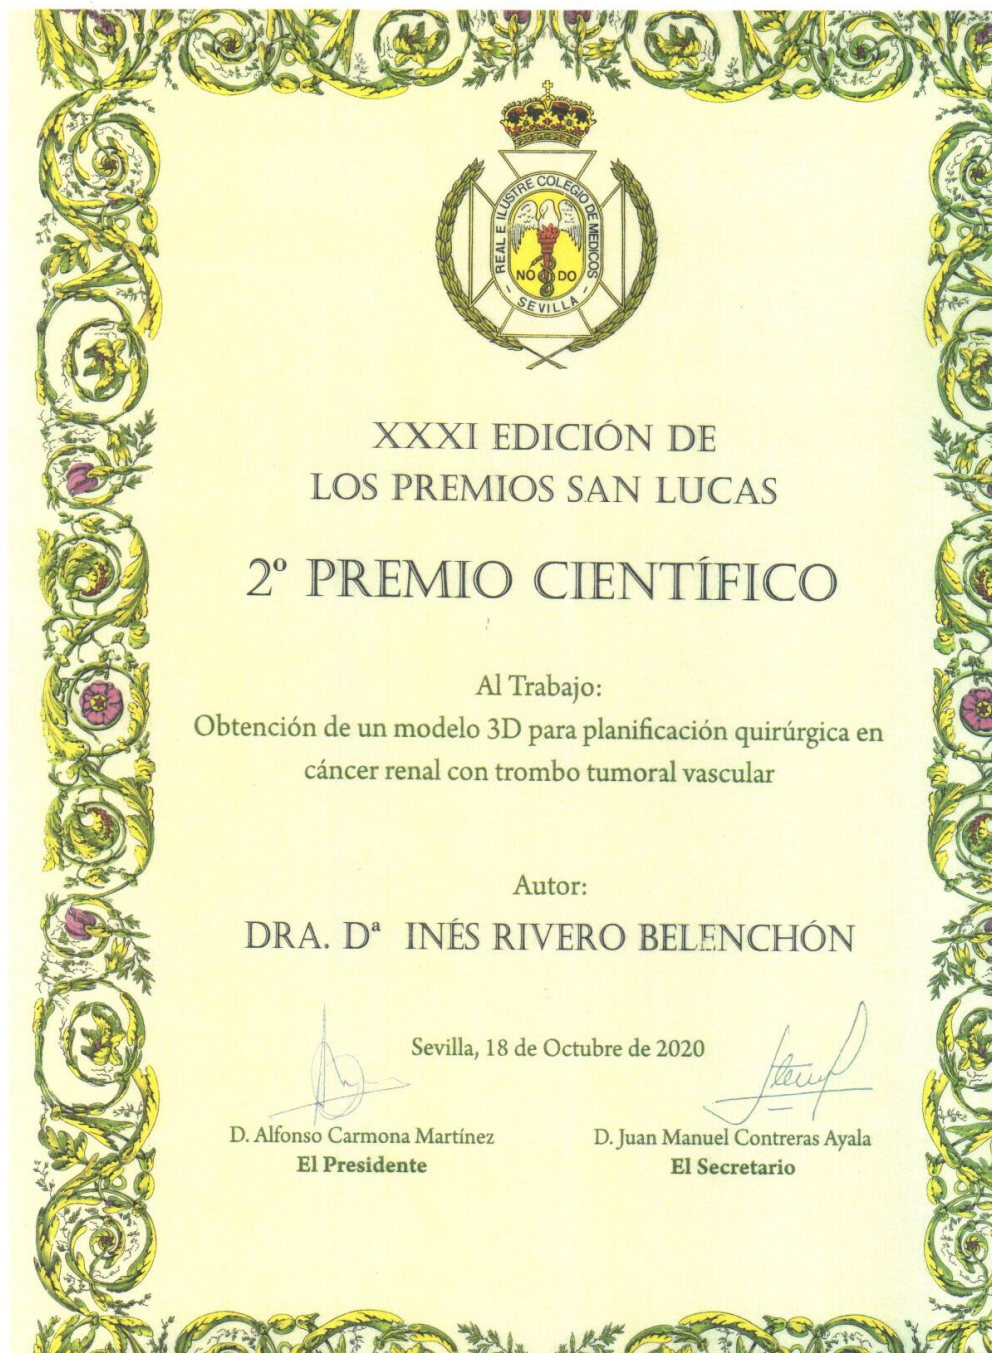 REAL E ILUSTRE COLEGIO DE MEDICOS
NO DO
- SEVILLA -
XXXI EDICIÓN DE
LOS PREMIOS SAN LUCAS
2º PREMIO CIENTÍFICO
Al Trabajo:
Obtención de un modelo 3D para planificación quirúrgica en
cáncer renal con trombo tumoral vascular
Autor:
DRA. Dª INÉS RIVERO BELENCHÓN
Sevilla, 18 de Octubre de 2020
D. Alfonso Carmona Martínez
El Presidente
D. Juan Manuel Contreras Ayala
El Secretario